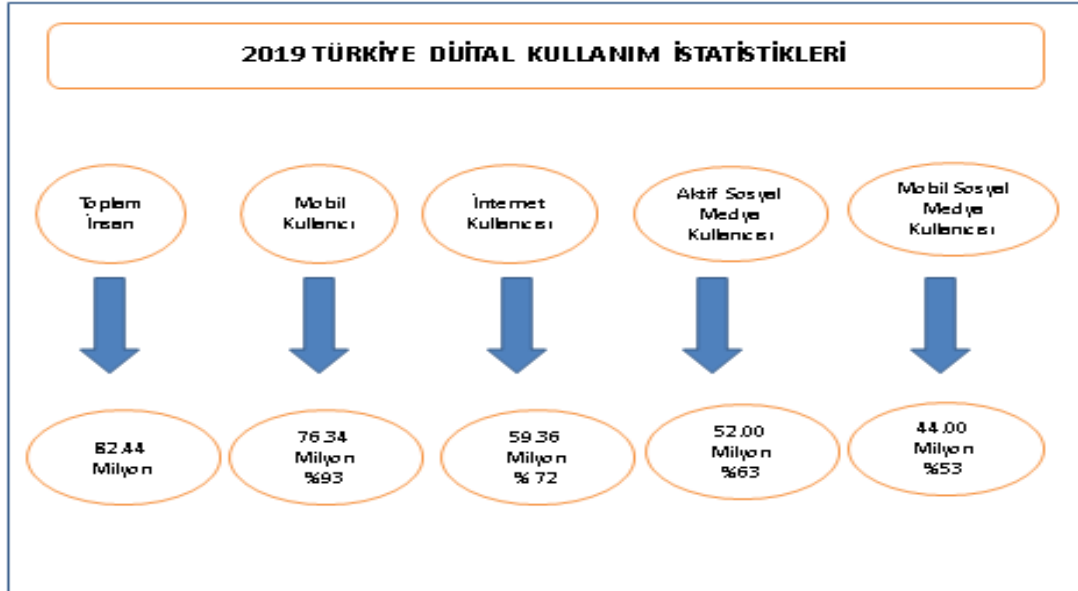 2019 TÜRKİYE DİJİTAL KULLANIM İSTATİSTİKLERİ
Toplam
İnsan
Mobil
Kullanıcı
İnternet
Kullanıcısı
Aktif Sosyal
Medya
Kullanıcısı
Mobil Sosyal
Medya
Kullanıcısı
82.44
Milyon
76.34
Milyon
%93
59.36
Milyon
% 72
52.00
Milyon
%63
44.00
Milyon
%53